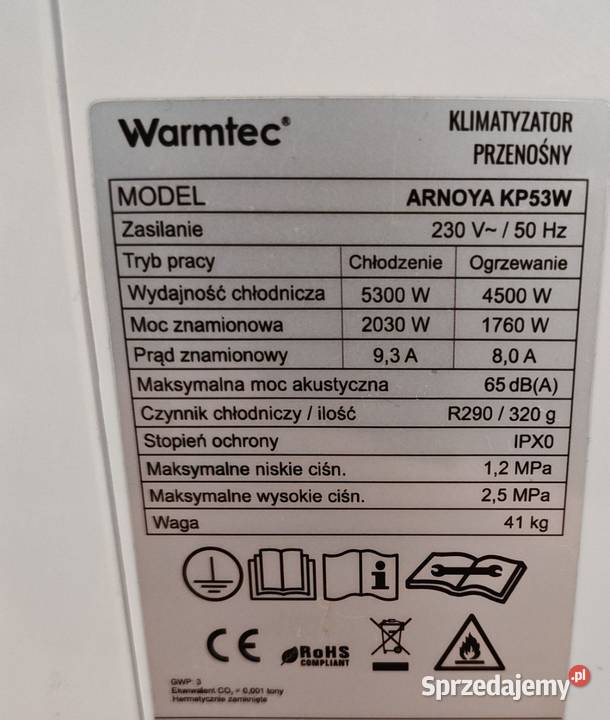 Warmtec®
KLIMATYZATOR
PRZENOŚNY
MODEL ARNOYA KP53W
Zasilanie 230 V~ / 50 Hz
Tryb pracy Chłodzenie Ogrzewanie
Wydajność chłodnicza 5300 W 4500 W
Moc znamionowa 2030 W 1760 W
Prąd znamionowy 9,3 A 8,0 A
Maksymalna moc akustyczna 65 dB(A)
Czynnik chłodniczy / ilość R290 / 320 g
Stopień ochrony IPX0
Maksymalne niskie ciśn. 1,2 MPa
Maksymalne wysokie ciśn. 2,5 MPa
Waga 41 kg
CE RoHS
COMPLIANT
GWP: 3
Ekwiwalent CO₂ = 0,001 tony
Hermetycznie zamknięte
Sprzedajemy.pl